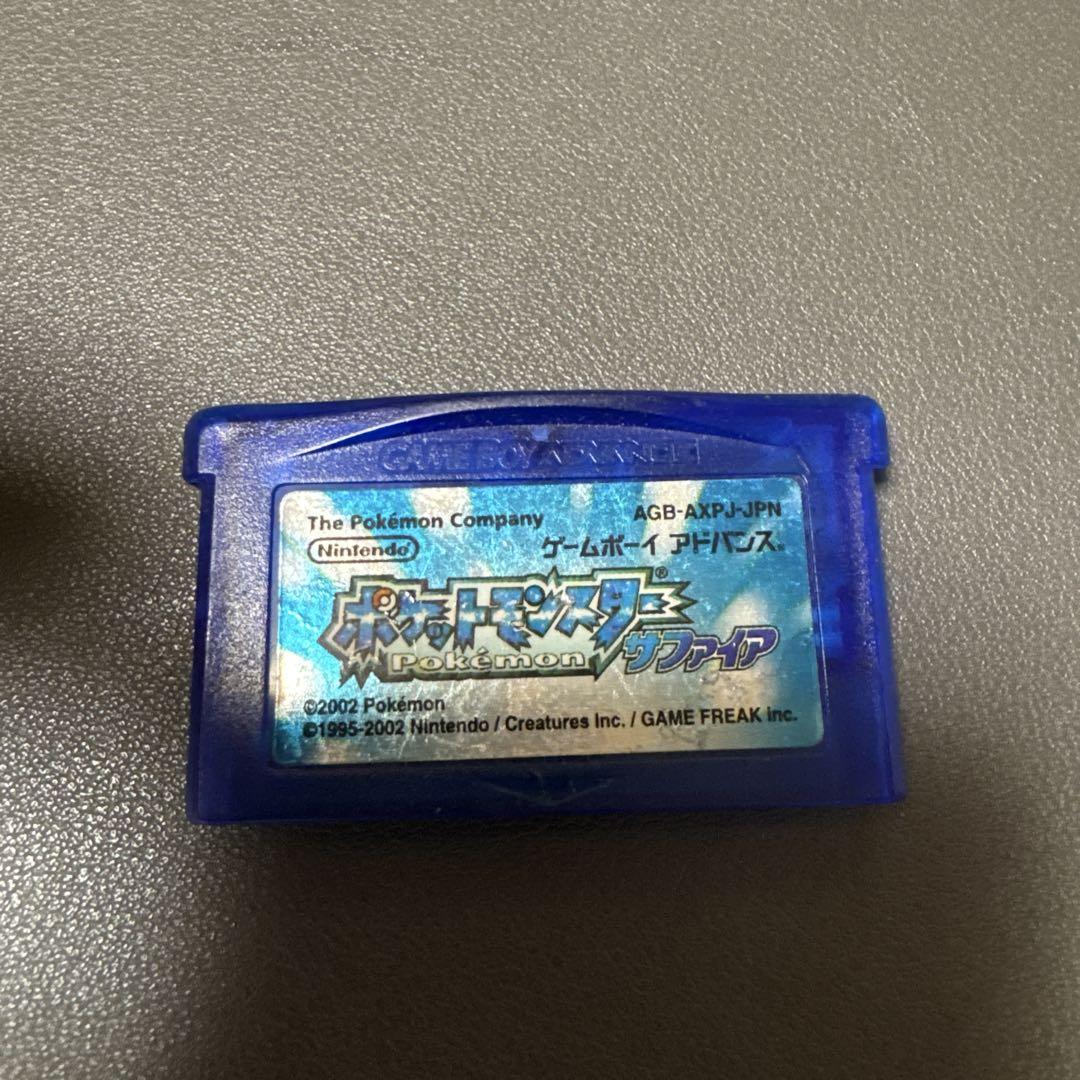 GAME BOY ADVANCE
The Pokémon Company
AGB-AXPJ-JPN
Nintendo®
ゲームボーイ アドバンス®
ポケットモンスター®
Pokémon
サファイア
©2002 Pokémon
©1995-2002 Nintendo / Creatures Inc. / GAME FREAK inc.